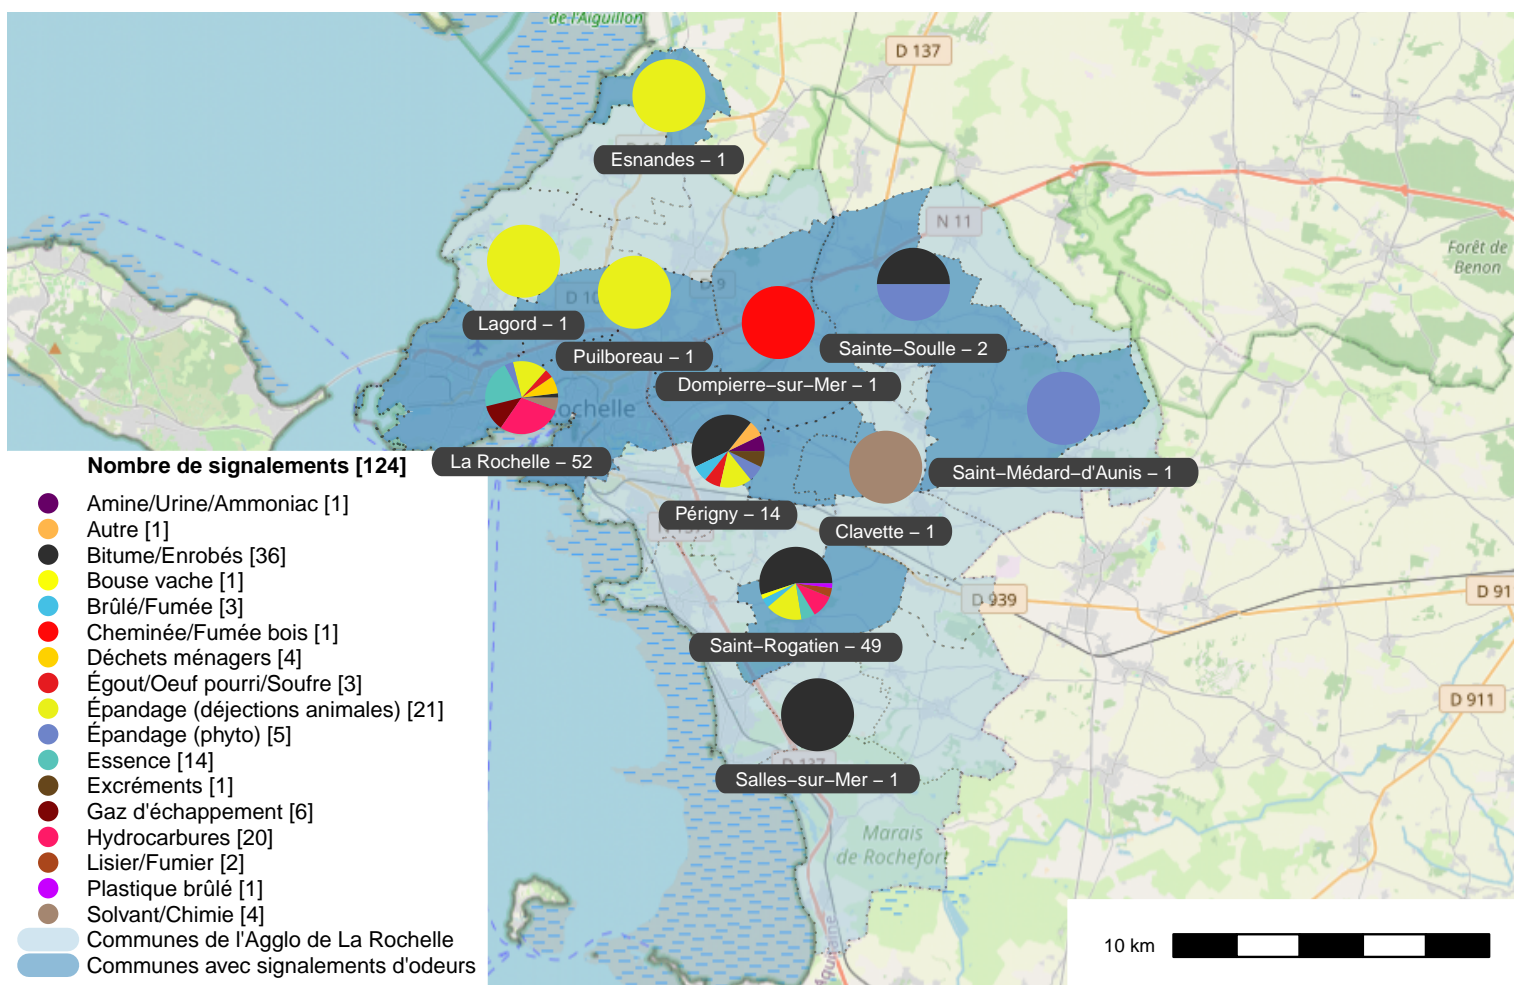 de l'Aiguillon
D 137
Esnandes – 1
N 11
Forêt de
Benon
D 10
D 9
Lagord – 1
Puilboreau – 1
Sainte–Soulle – 2
Dompierre–sur–Mer – 1
ochelle
La Rochelle – 52
Saint–Médard–d'Aunis – 1
Périgny – 14
Clavette – 1
D 939
D 91
Saint–Rogatien – 49
D 911
D 137
Salles–sur–Mer – 1
Marais
de Rochefort
Aquitaine
Nombre de signalements [124]
Amine/Urine/Ammoniac [1]
Autre [1]
Bitume/Enrobés [36]
Bouse vache [1]
Brûlé/Fumée [3]
Cheminée/Fumée bois [1]
Déchets ménagers [4]
Égout/Oeuf pourri/Soufre [3]
Épandage (déjections animales) [21]
Épandage (phyto) [5]
Essence [14]
Excréments [1]
Gaz d'échappement [6]
Hydrocarbures [20]
Lisier/Fumier [2]
Plastique brûlé [1]
Solvant/Chimie [4]
Communes de l'Agglo de La Rochelle
Communes avec signalements d'odeurs
10 km